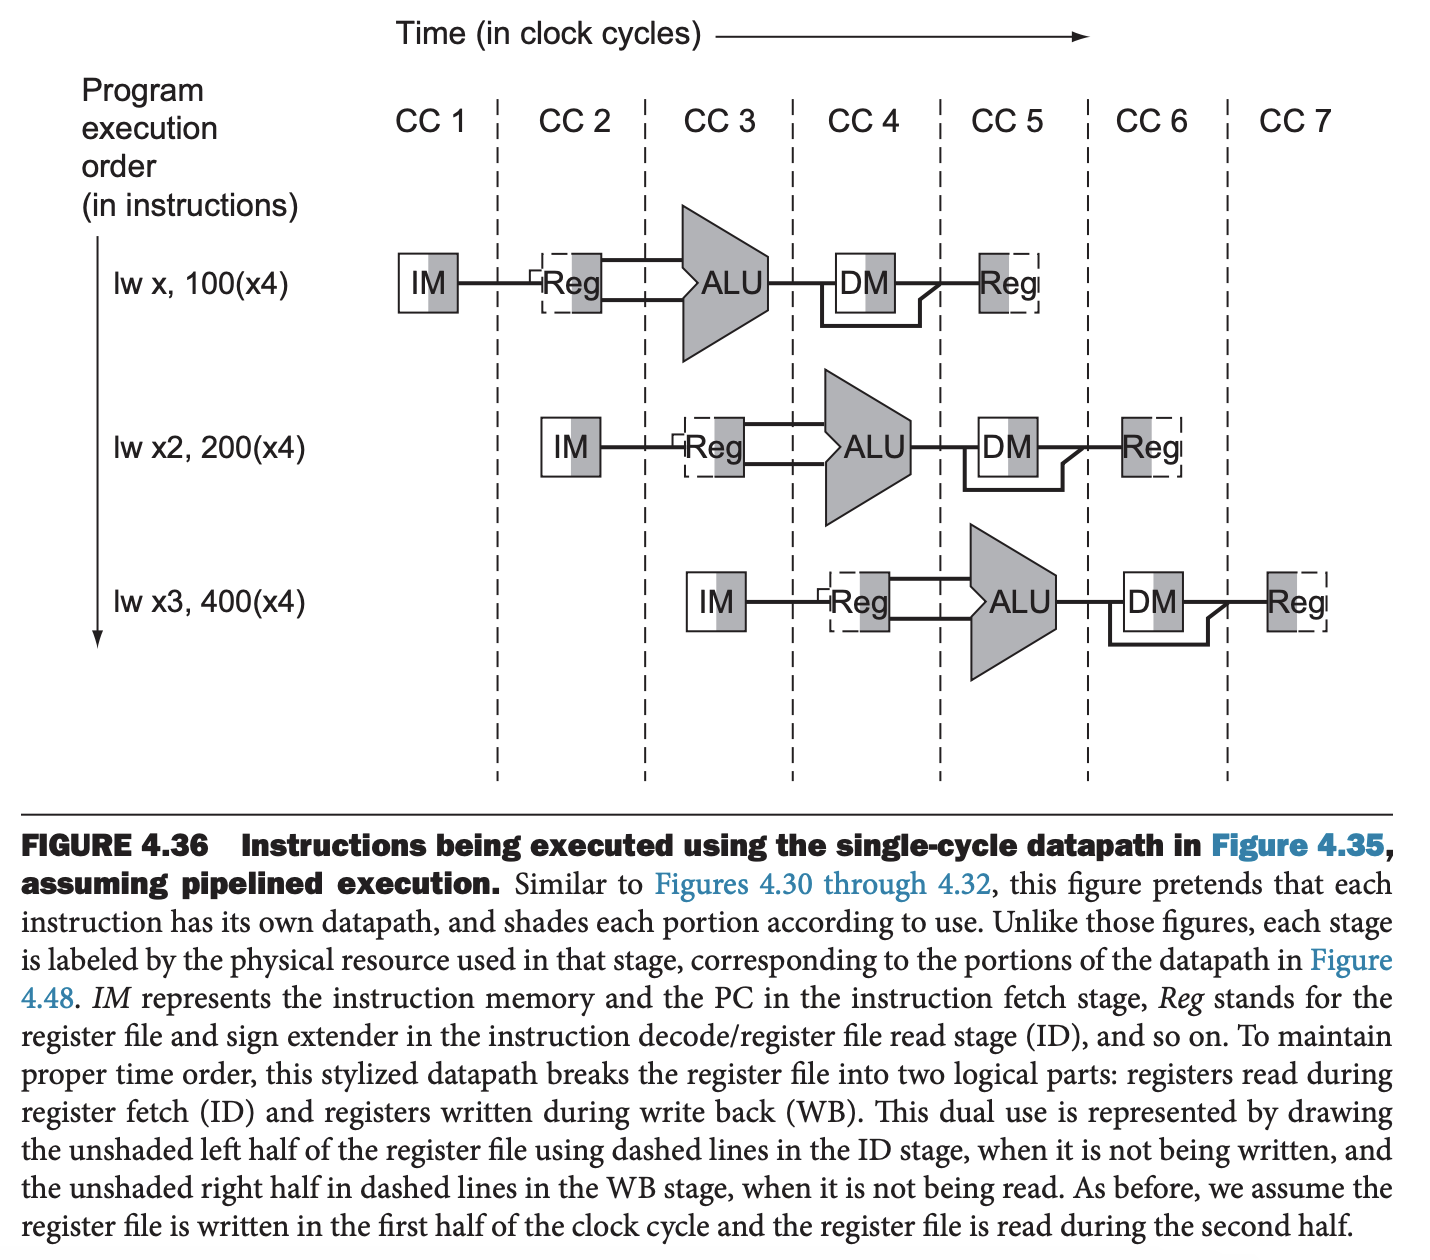 Time (in clock cycles)
Program
execution
order
(in instructions)
CC 1 CC 2 CC 3 CC 4 CC 5 CC 6 CC 7
lw x, 100(x4) IM Reg ALU DM Reg
lw x2, 200(x4) IM Reg ALU DM Reg
lw x3, 400(x4) IM Reg ALU DM Reg
FIGURE 4.36 Instructions being executed using the single-cycle datapath in Figure 4.35,
assuming pipelined execution. Similar to Figures 4.30 through 4.32, this figure pretends that each
instruction has its own datapath, and shades each portion according to use. Unlike those figures, each stage
is labeled by the physical resource used in that stage, corresponding to the portions of the datapath in Figure
4.48. IM represents the instruction memory and the PC in the instruction fetch stage, Reg stands for the
register file and sign extender in the instruction decode/register file read stage (ID), and so on. To maintain
proper time order, this stylized datapath breaks the register file into two logical parts: registers read during
register fetch (ID) and registers written during write back (WB). This dual use is represented by drawing
the unshaded left half of the register file using dashed lines in the ID stage, when it is not being written, and
the unshaded right half in dashed lines in the WB stage, when it is not being read. As before, we assume the
register file is written in the first half of the clock cycle and the register file is read during the second half.